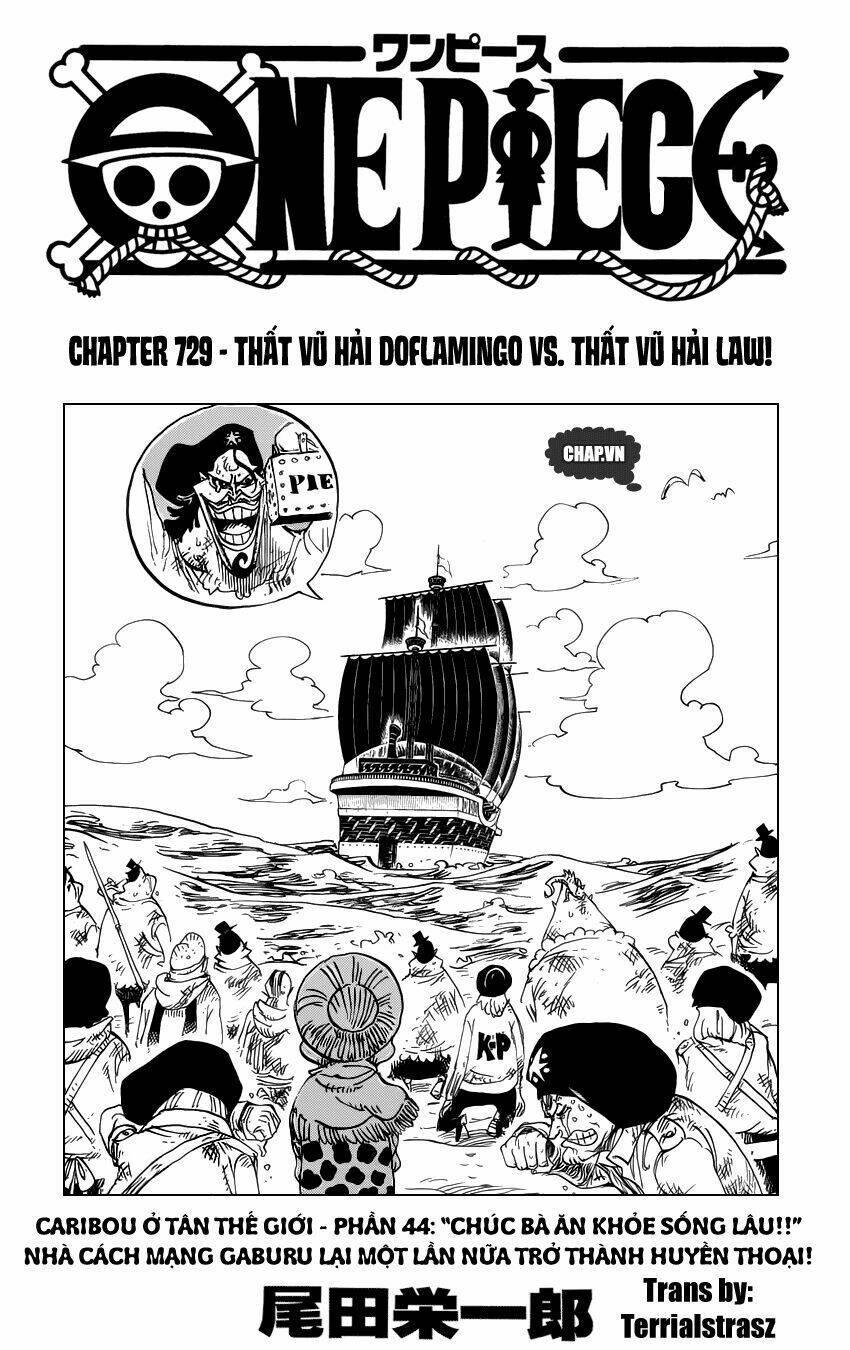 ワンピース
ONE PIECE
CHAPTER 729 - THẤT VŨ HẢI DOFLAMINGO VS. THẤT VŨ HẢI LAW!
CHAP.VN
PIE
K-P
CARIBOU Ở TÂN THẾ GIỚI - PHẦN 44: "CHÚC BÀ ĂN KHỎE SỐNG LÂU!!"
NHÀ CÁCH MẠNG GABURU LẠI MỘT LẦN NỮA TRỞ THÀNH HUYỀN THOẠI!
尾田栄一郎
Trans by:
Terrialstrasz